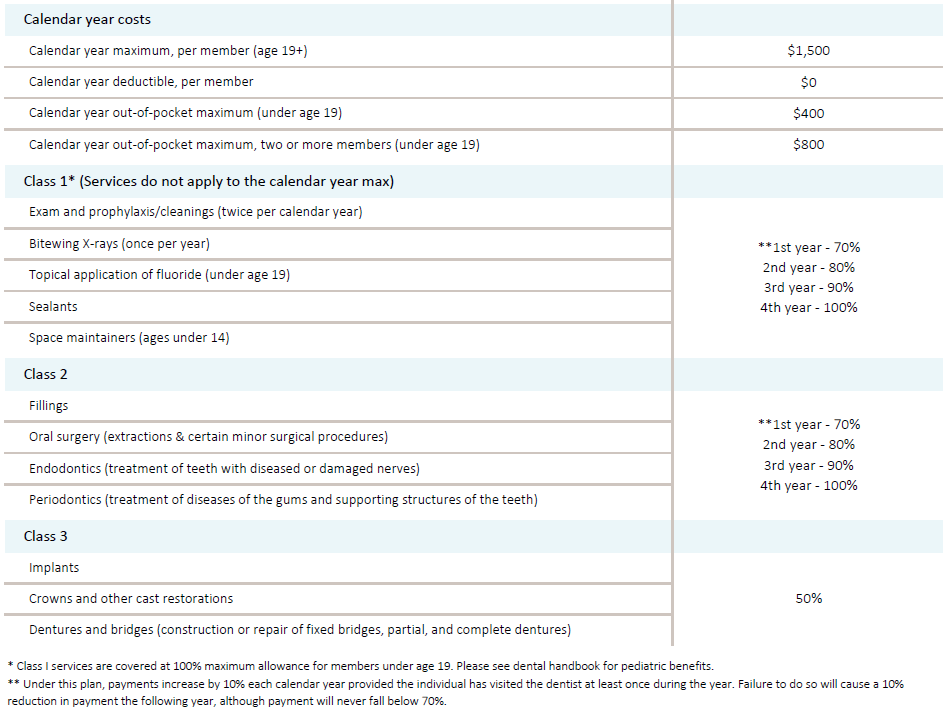 Calendar year costs
Calendar year maximum, per member (age 19+) $1,500
Calendar year deductible, per member $0
Calendar year out-of-pocket maximum (under age 19) $400
Calendar year out-of-pocket maximum, two or more members (under age 19) $800
Class 1* (Services do not apply to the calendar year max)
Exam and prophylaxis/cleanings (twice per calendar year)
Bitewing X-rays (once per year)
Topical application of fluoride (under age 19)
Sealants
Space maintainers (ages under 14)
**1st year - 70%
2nd year - 80%
3rd year - 90%
4th year - 100%
Class 2
Fillings
Oral surgery (extractions & certain minor surgical procedures)
Endodontics (treatment of teeth with diseased or damaged nerves)
Periodontics (treatment of diseases of the gums and supporting structures of the teeth)
**1st year - 70%
2nd year - 80%
3rd year - 90%
4th year - 100%
Class 3
Implants
Crowns and other cast restorations
Dentures and bridges (construction or repair of fixed bridges, partial, and complete dentures)
50%
* Class I services are covered at 100% maximum allowance for members under age 19. Please see dental handbook for pediatric benefits.
** Under this plan, payments increase by 10% each calendar year provided the individual has visited the dentist at least once during the year. Failure to do so will cause a 10%
reduction in payment the following year, although payment will never fall below 70%.